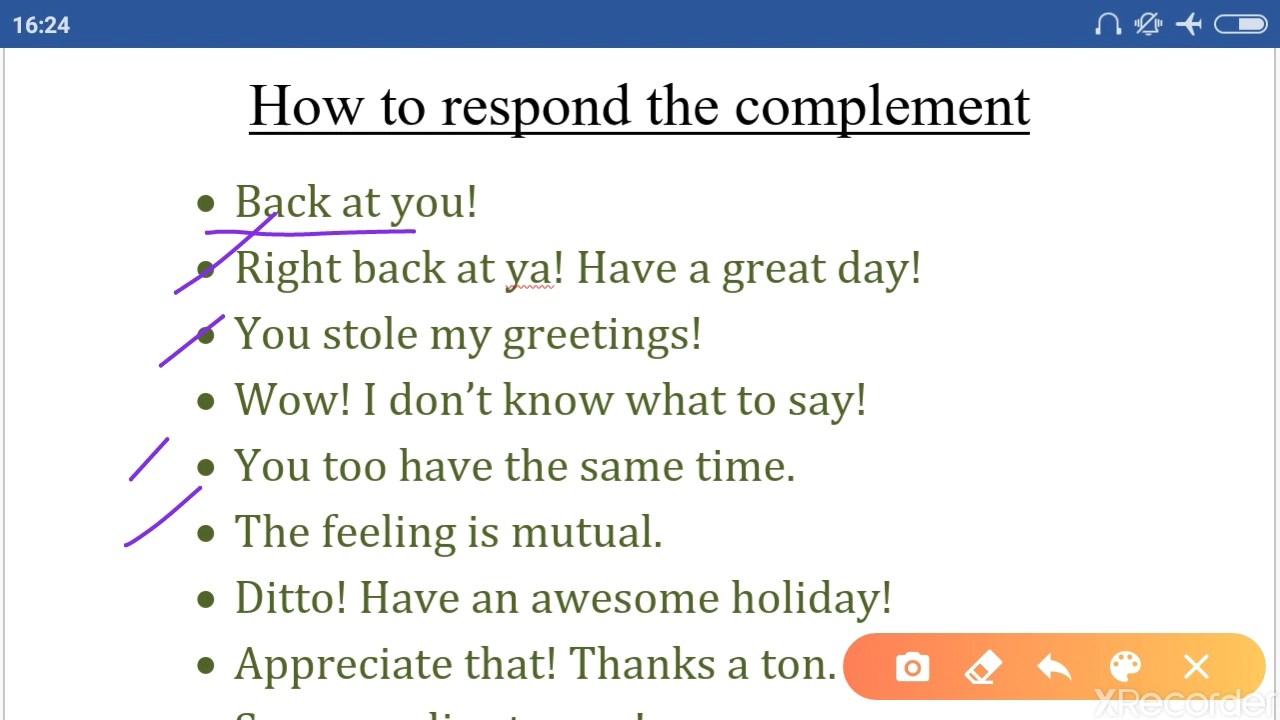 16:24
How to respond the complement
• Back at you!
• Right back at ya! Have a great day!
• You stole my greetings!
• Wow! I don’t know what to say!
• You too have the same time.
• The feeling is mutual.
• Ditto! Have an awesome holiday!
• Appreciate that! Thanks a ton.
XRecorder